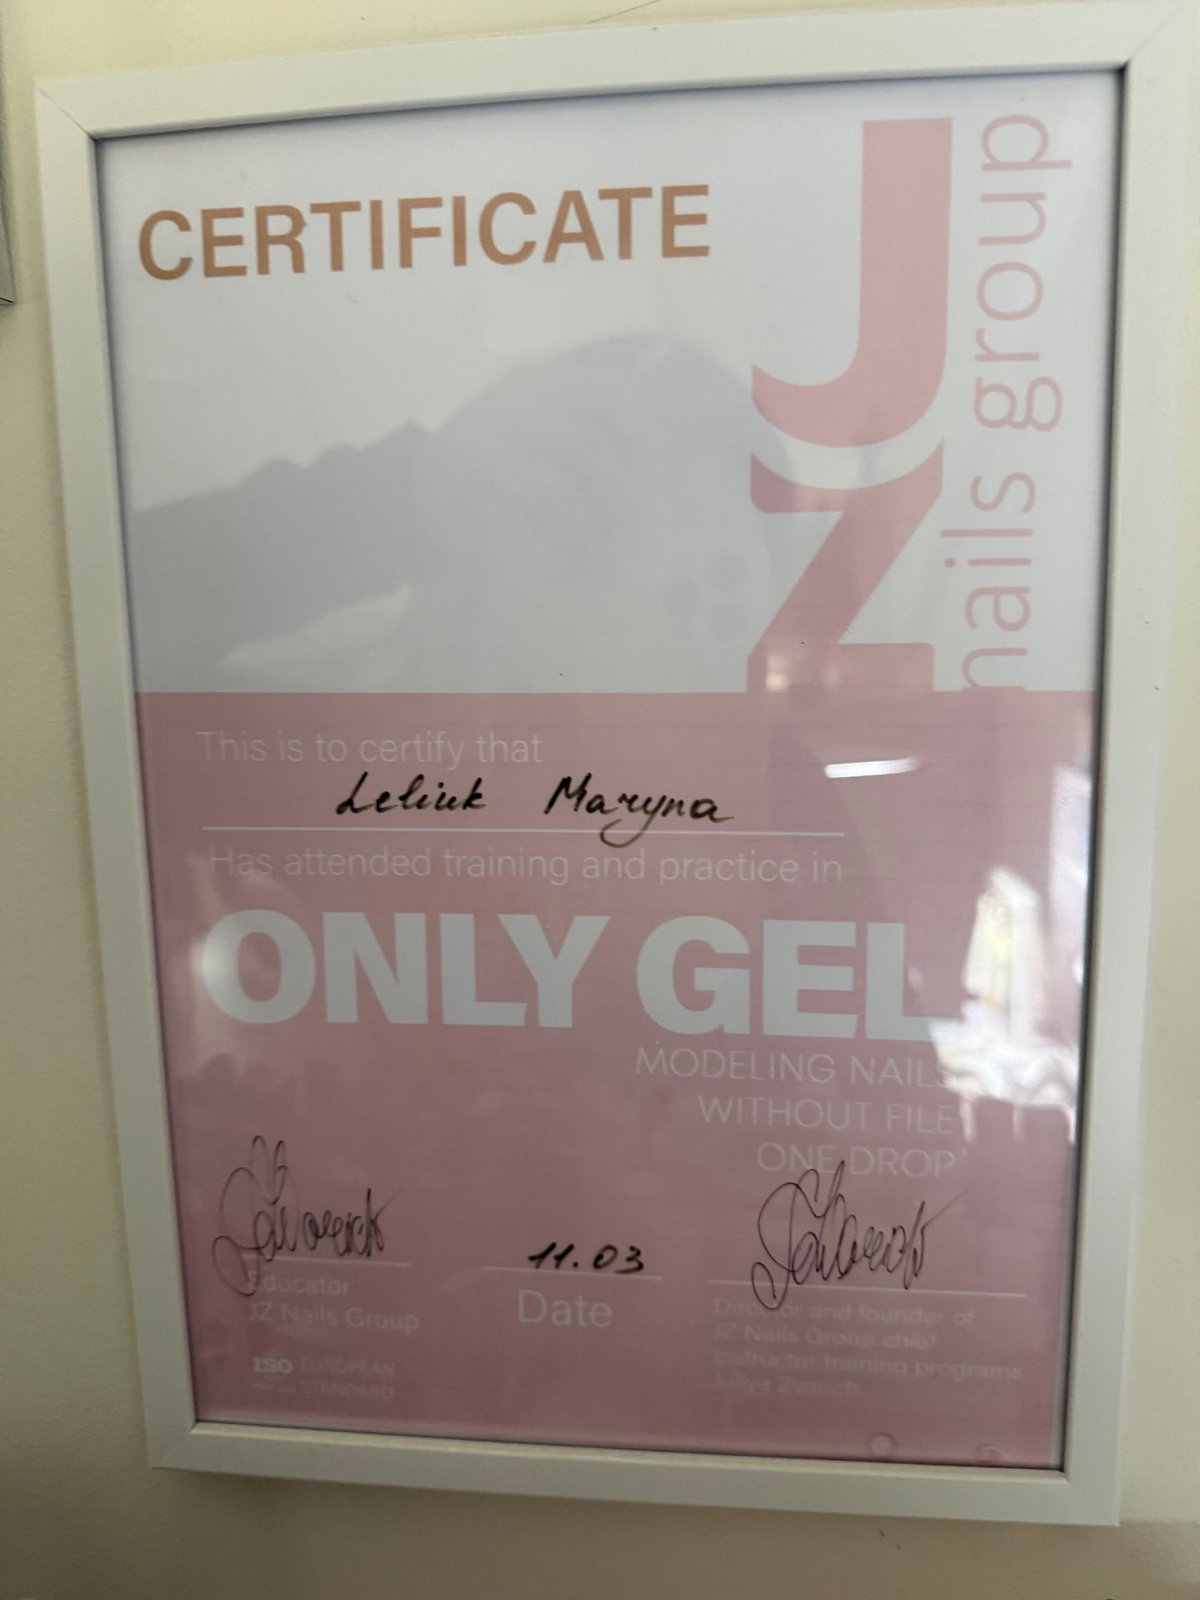 CERTIFICATE
JZ
nails group
This is to certify that
Leliuk Maryna
Has attended training and practice in
ONLY GEL
MODELING NAILS
WITHOUT FILE
ONE DROP
11.03
Educator
JZ Nails Group
Date
Director and founder of
JZ Nails Group chief
instructor training programs
Juliya Zvarich
ISO EUROPEAN
STANDARD